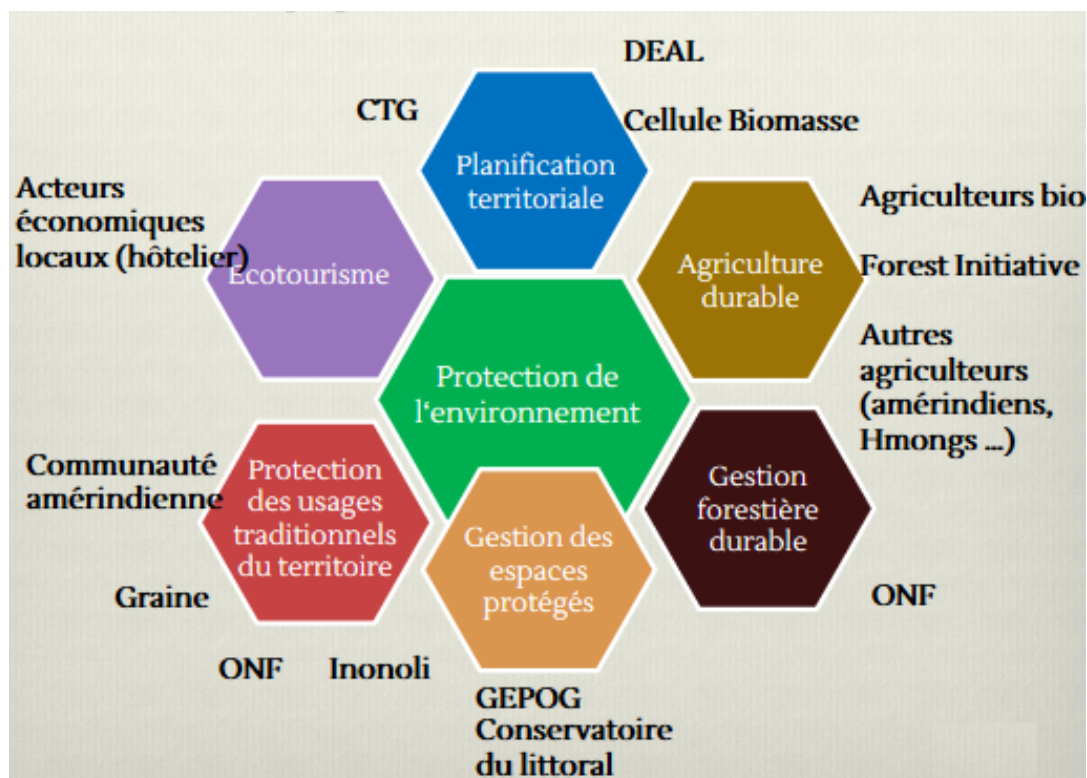 DEAL
CTG
Cellule Biomasse
Planification
territoriale
Acteurs
économiques
locaux (hôtelier)
Ecotourisme
Agriculteurs bio
Forest Initiative
Agriculture
durable
Autres
agriculteurs
(amérindiens,
Hmongs ...)
Protection de
l'environnement
Communauté
amérindienne
Protection
des usages
traditionnels
du territoire
Gestion
forestière
durable
Gestion des
espaces
protégés
Graine
ONF
ONF
Inonoli
GEPOG
Conservatoire
du littoral